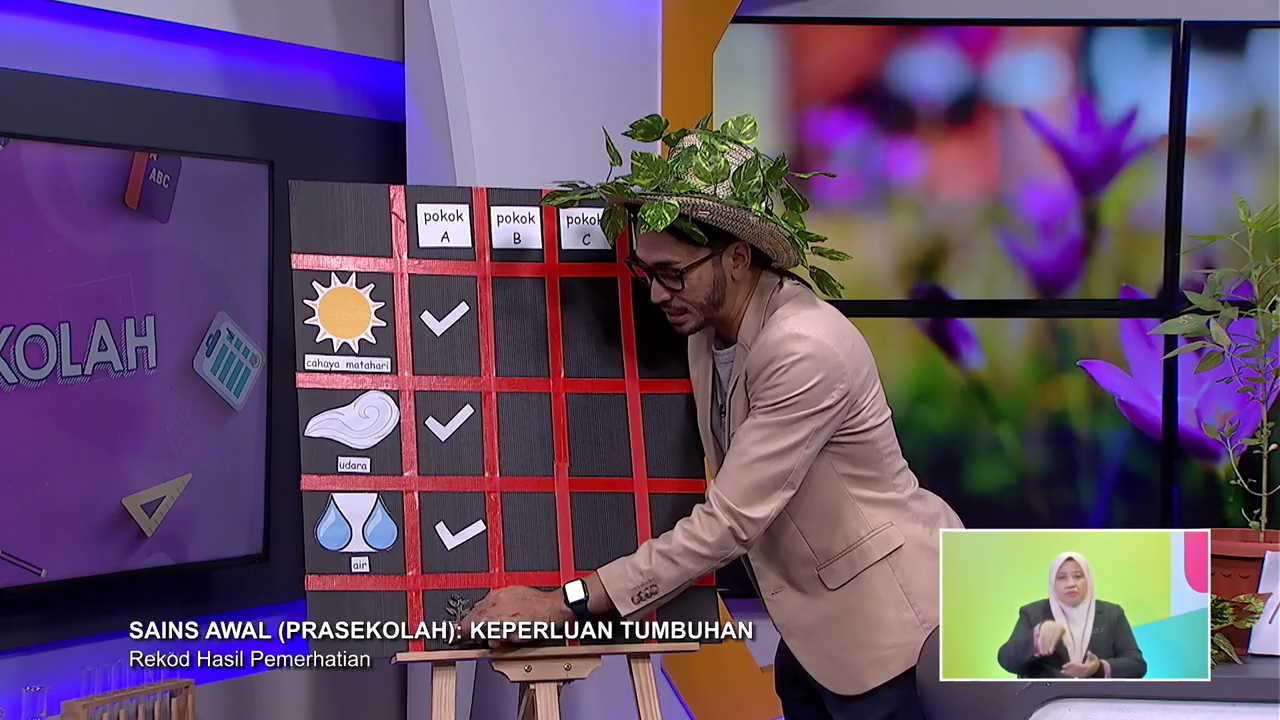 ABC
KOLAH
pokok
A
pokok
B
pokok
C
cahaya matahari
udara
air
SAINS AWAL (PRASEKOLAH): KEPERLUAN TUMBUHAN
Rekod Hasil Pemerhatian